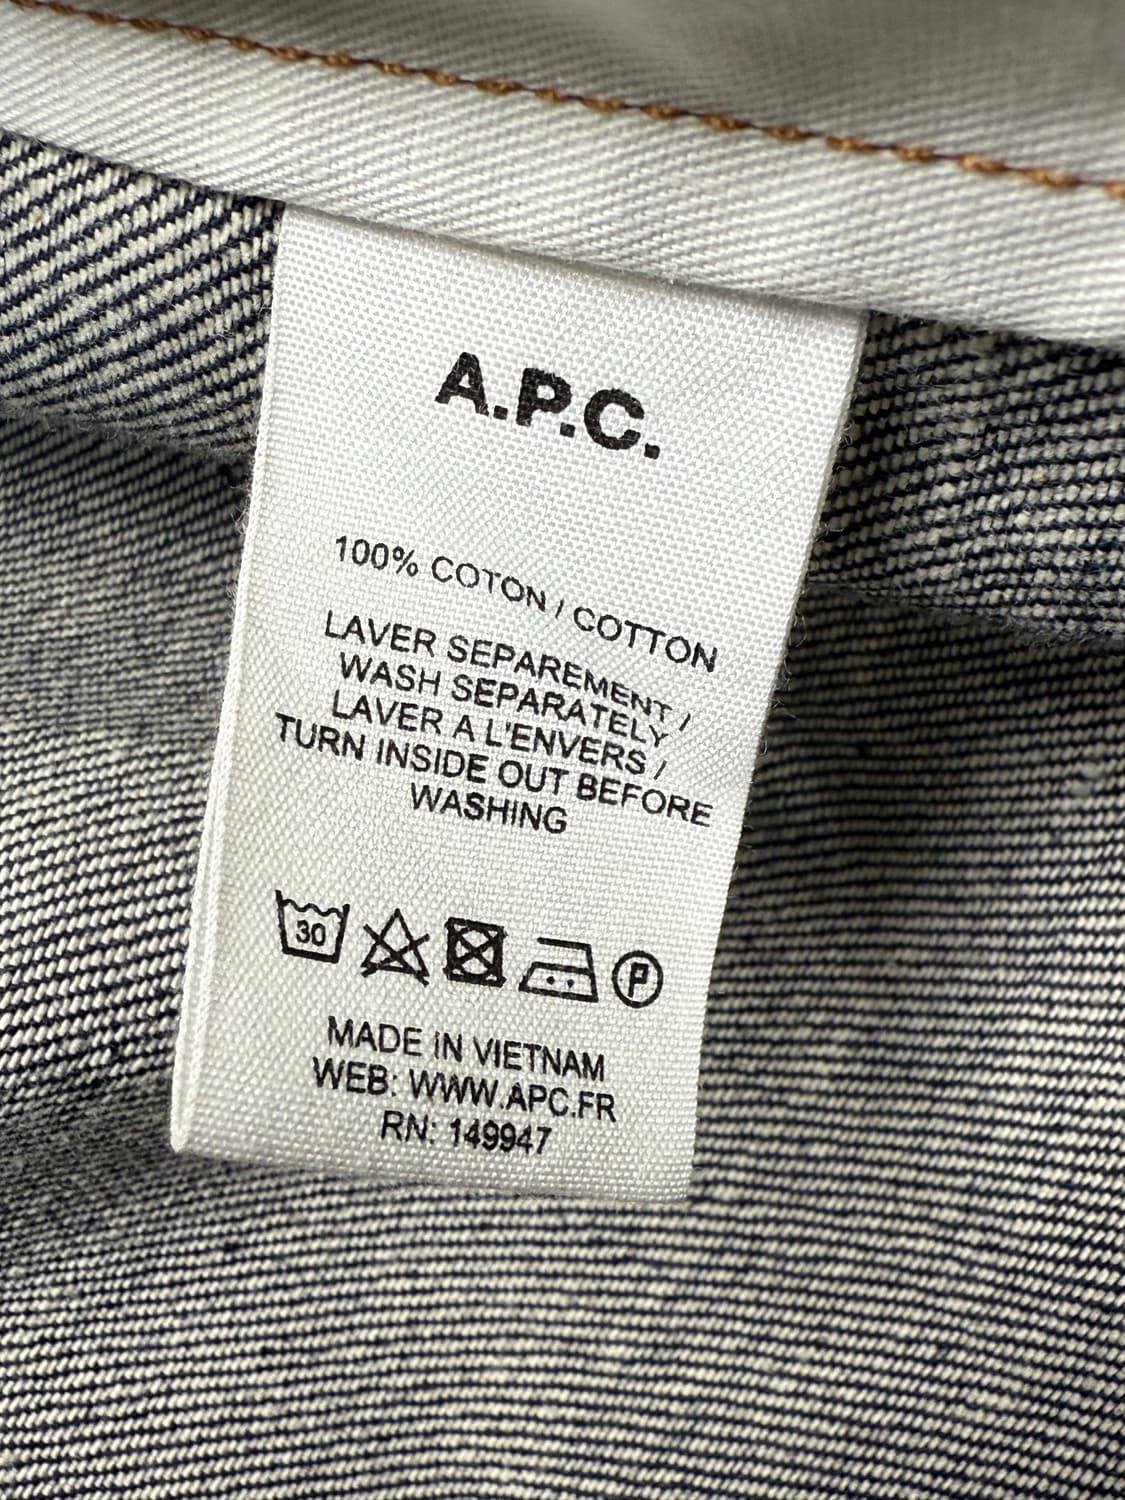 A.P.C.
100% COTON / COTTON
LAVER SEPAREMENT /
WASH SEPARATELY
LAVER A L'ENVERS /
TURN INSIDE OUT BEFORE
WASHING
30 P
MADE IN VIETNAM
WEB: WWW.APC.FR
RN: 149947